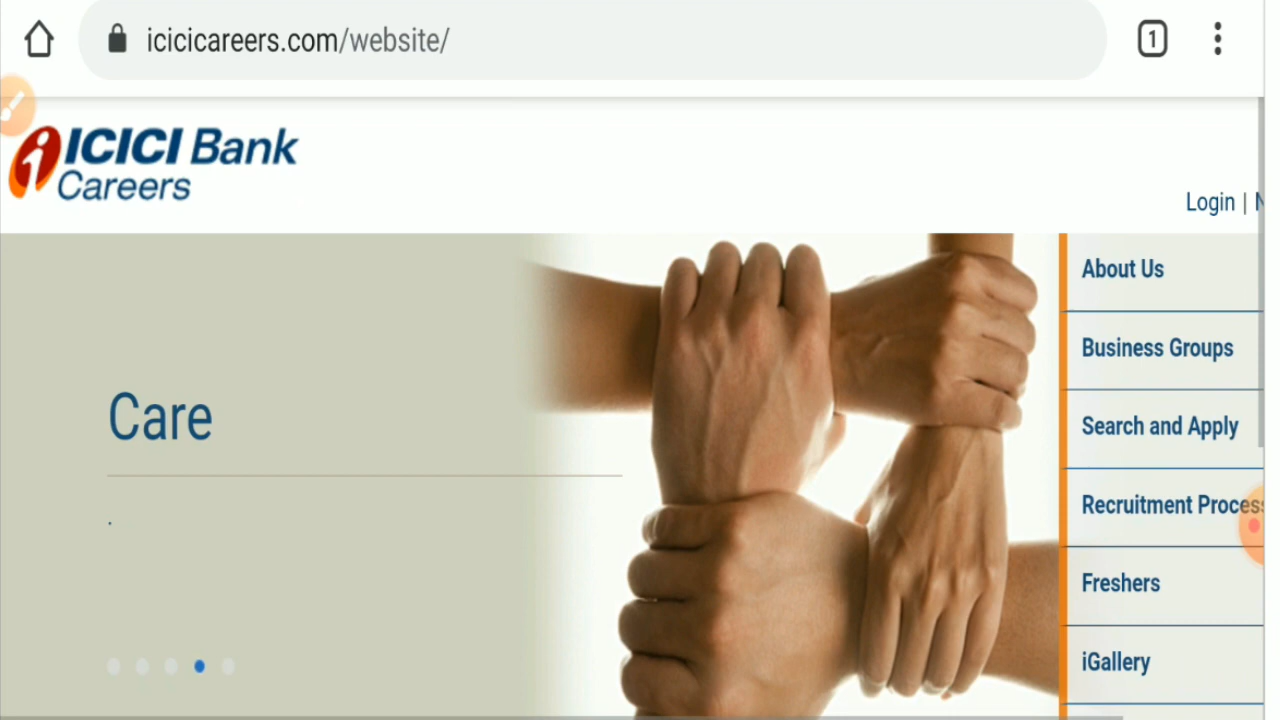 icicicareers.com/website/
1
ICICI Bank
Careers
Login | N
About Us
Business Groups
Care
Search and Apply
Recruitment Process
.
Freshers
iGallery